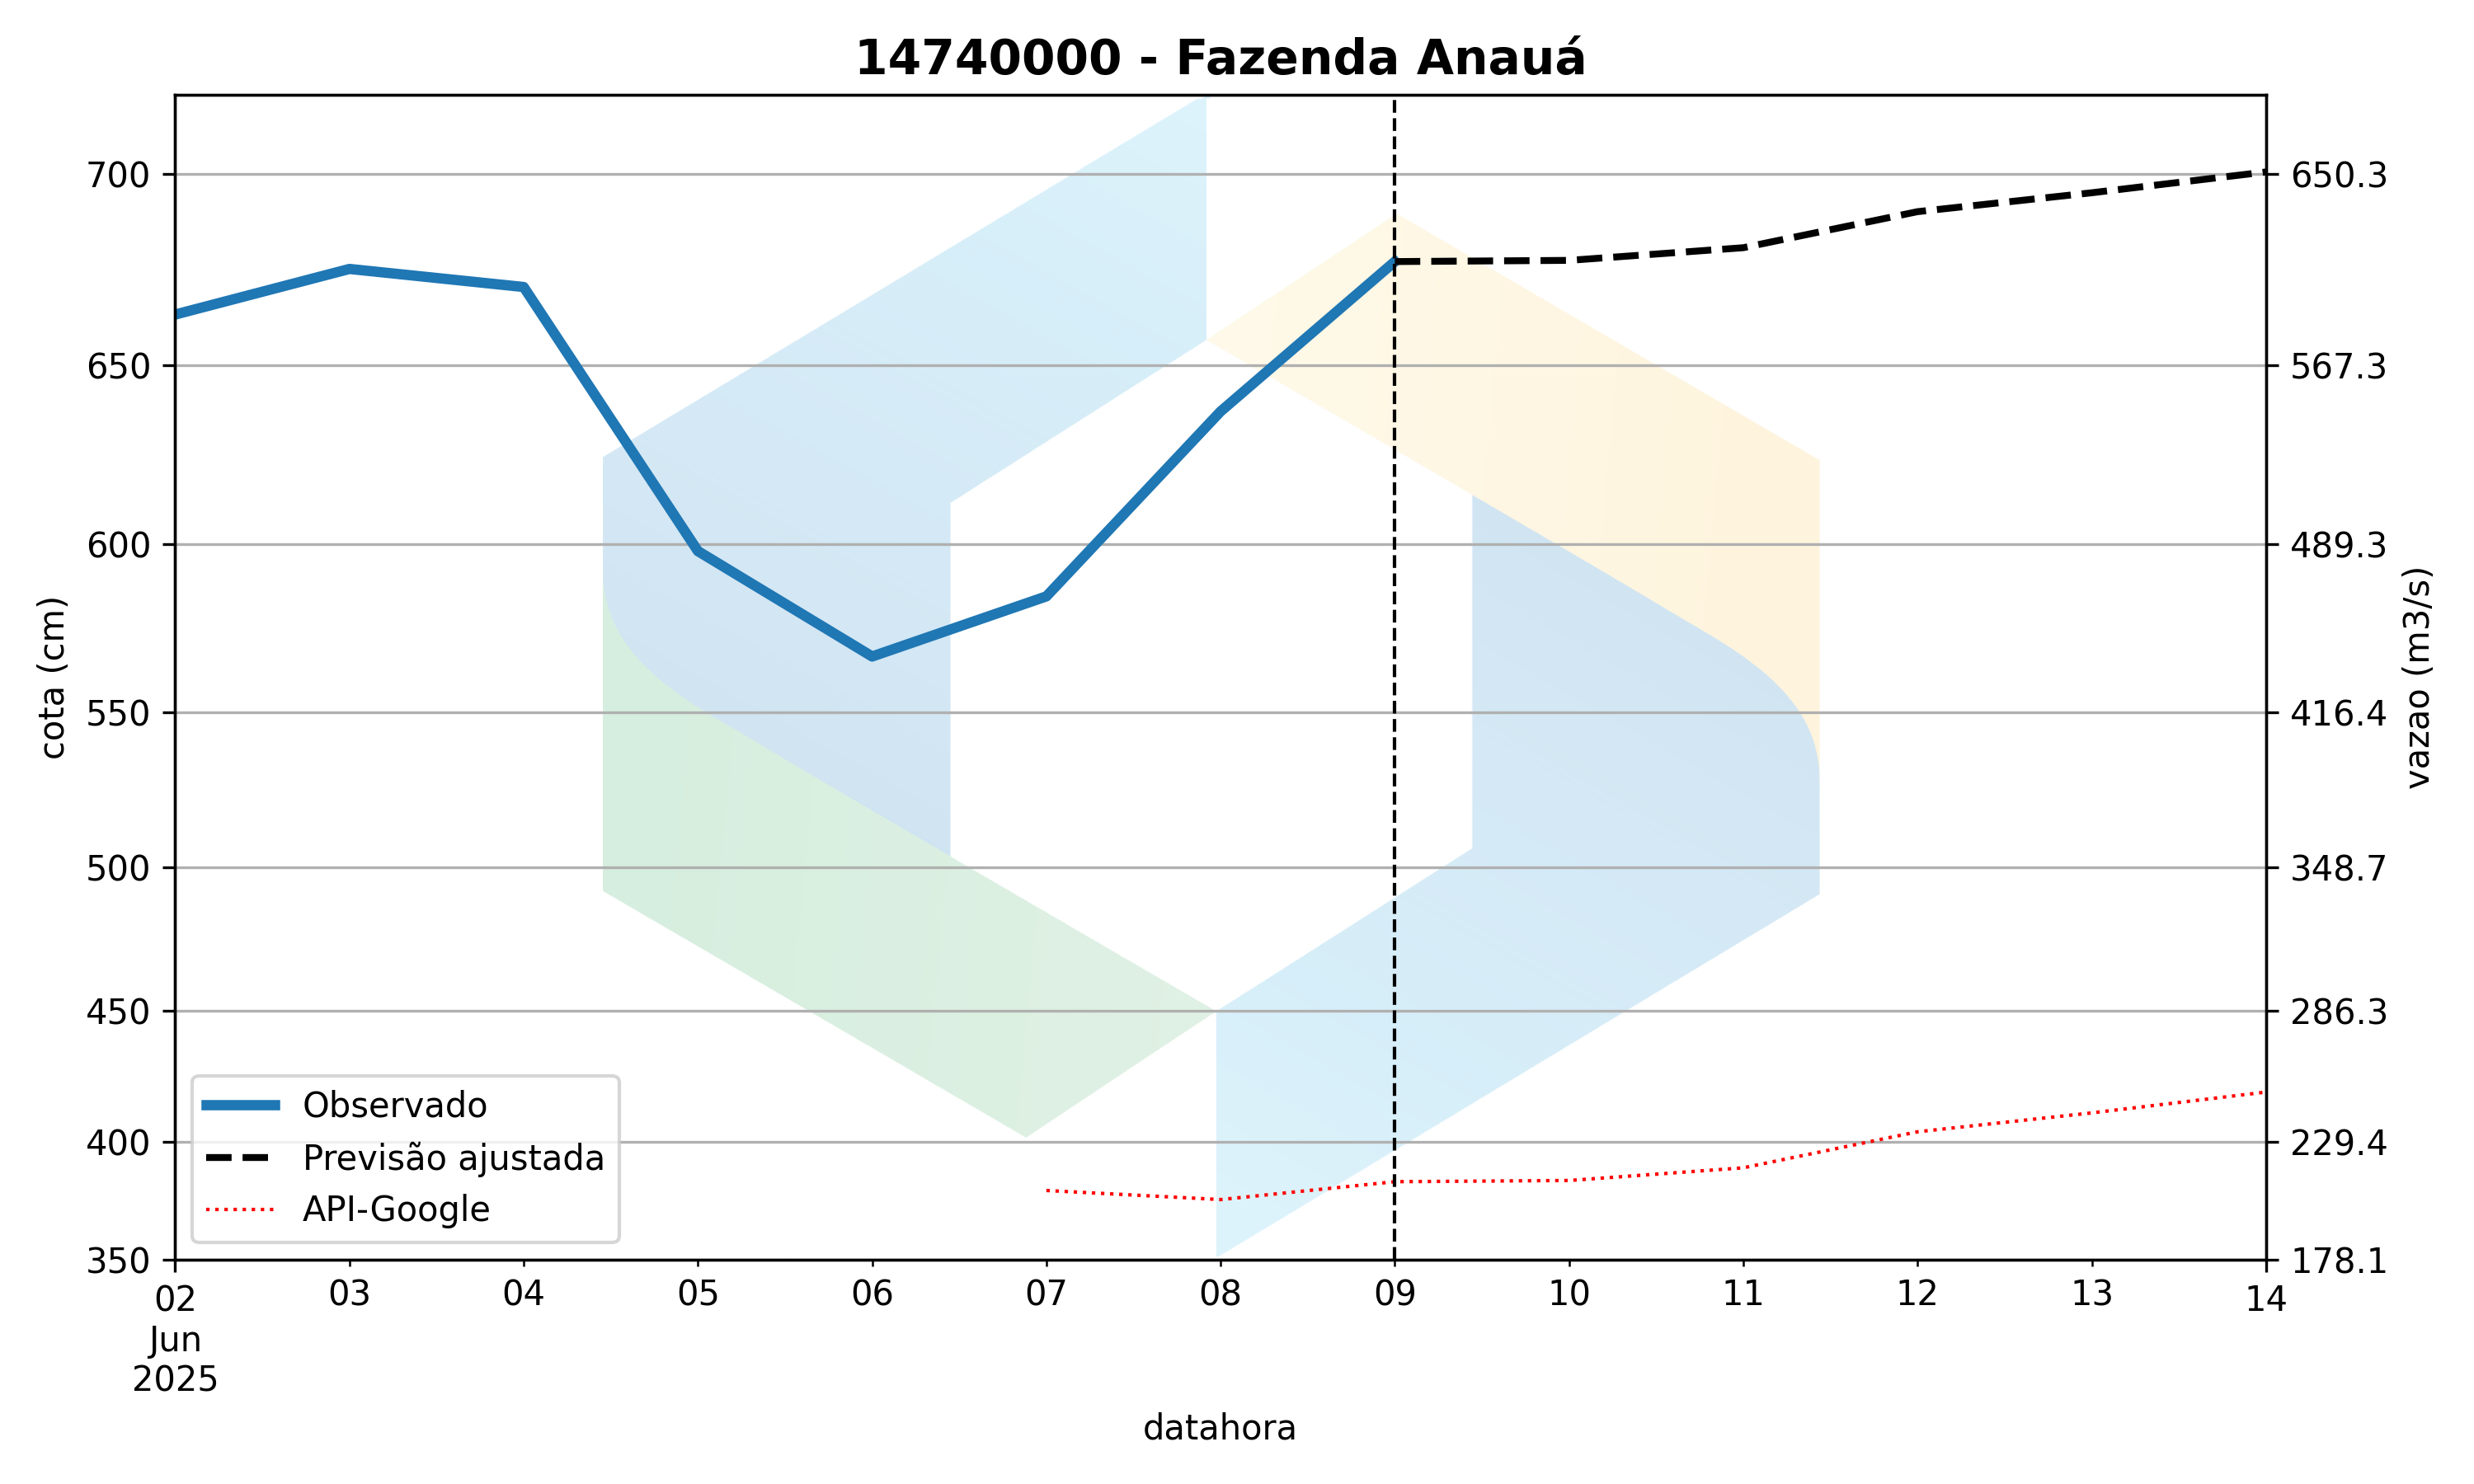 14740000 - Fazenda Anauá
cota (cm)
700
650
600
550
500
450
400
350
650.3
567.3
489.3
416.4
348.7
286.3
229.4
178.1
vazao (m3/s)
Observado
Previsão ajustada
API-Google
02 03 04 05 06 07 08 09 10 11 12 13 14
Jun
2025
datahora